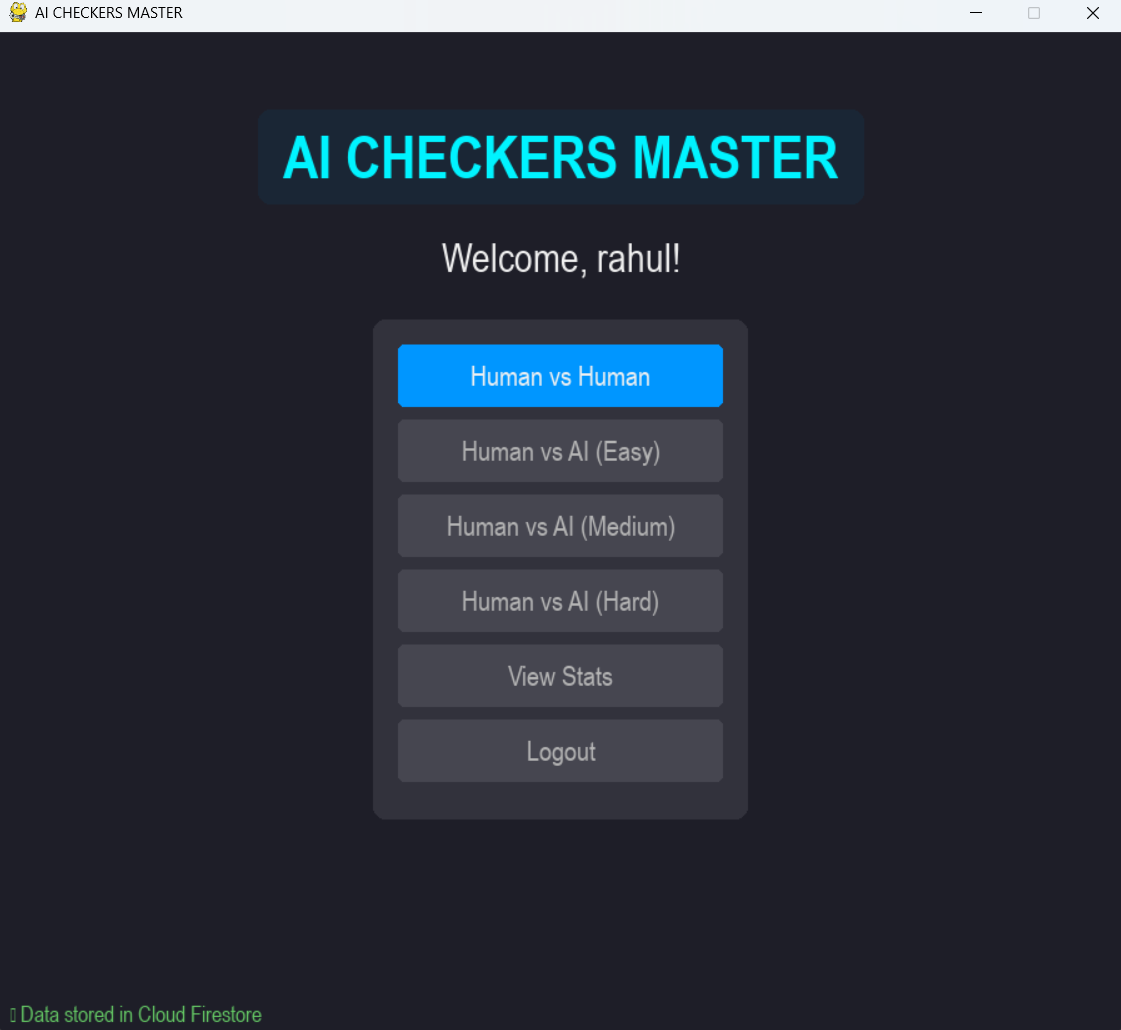 AI CHECKERS MASTER
AI CHECKERS MASTER
Welcome, rahul!
Human vs Human
Human vs AI (Easy)
Human vs AI (Medium)
Human vs AI (Hard)
View Stats
Logout
Data stored in Cloud Firestore